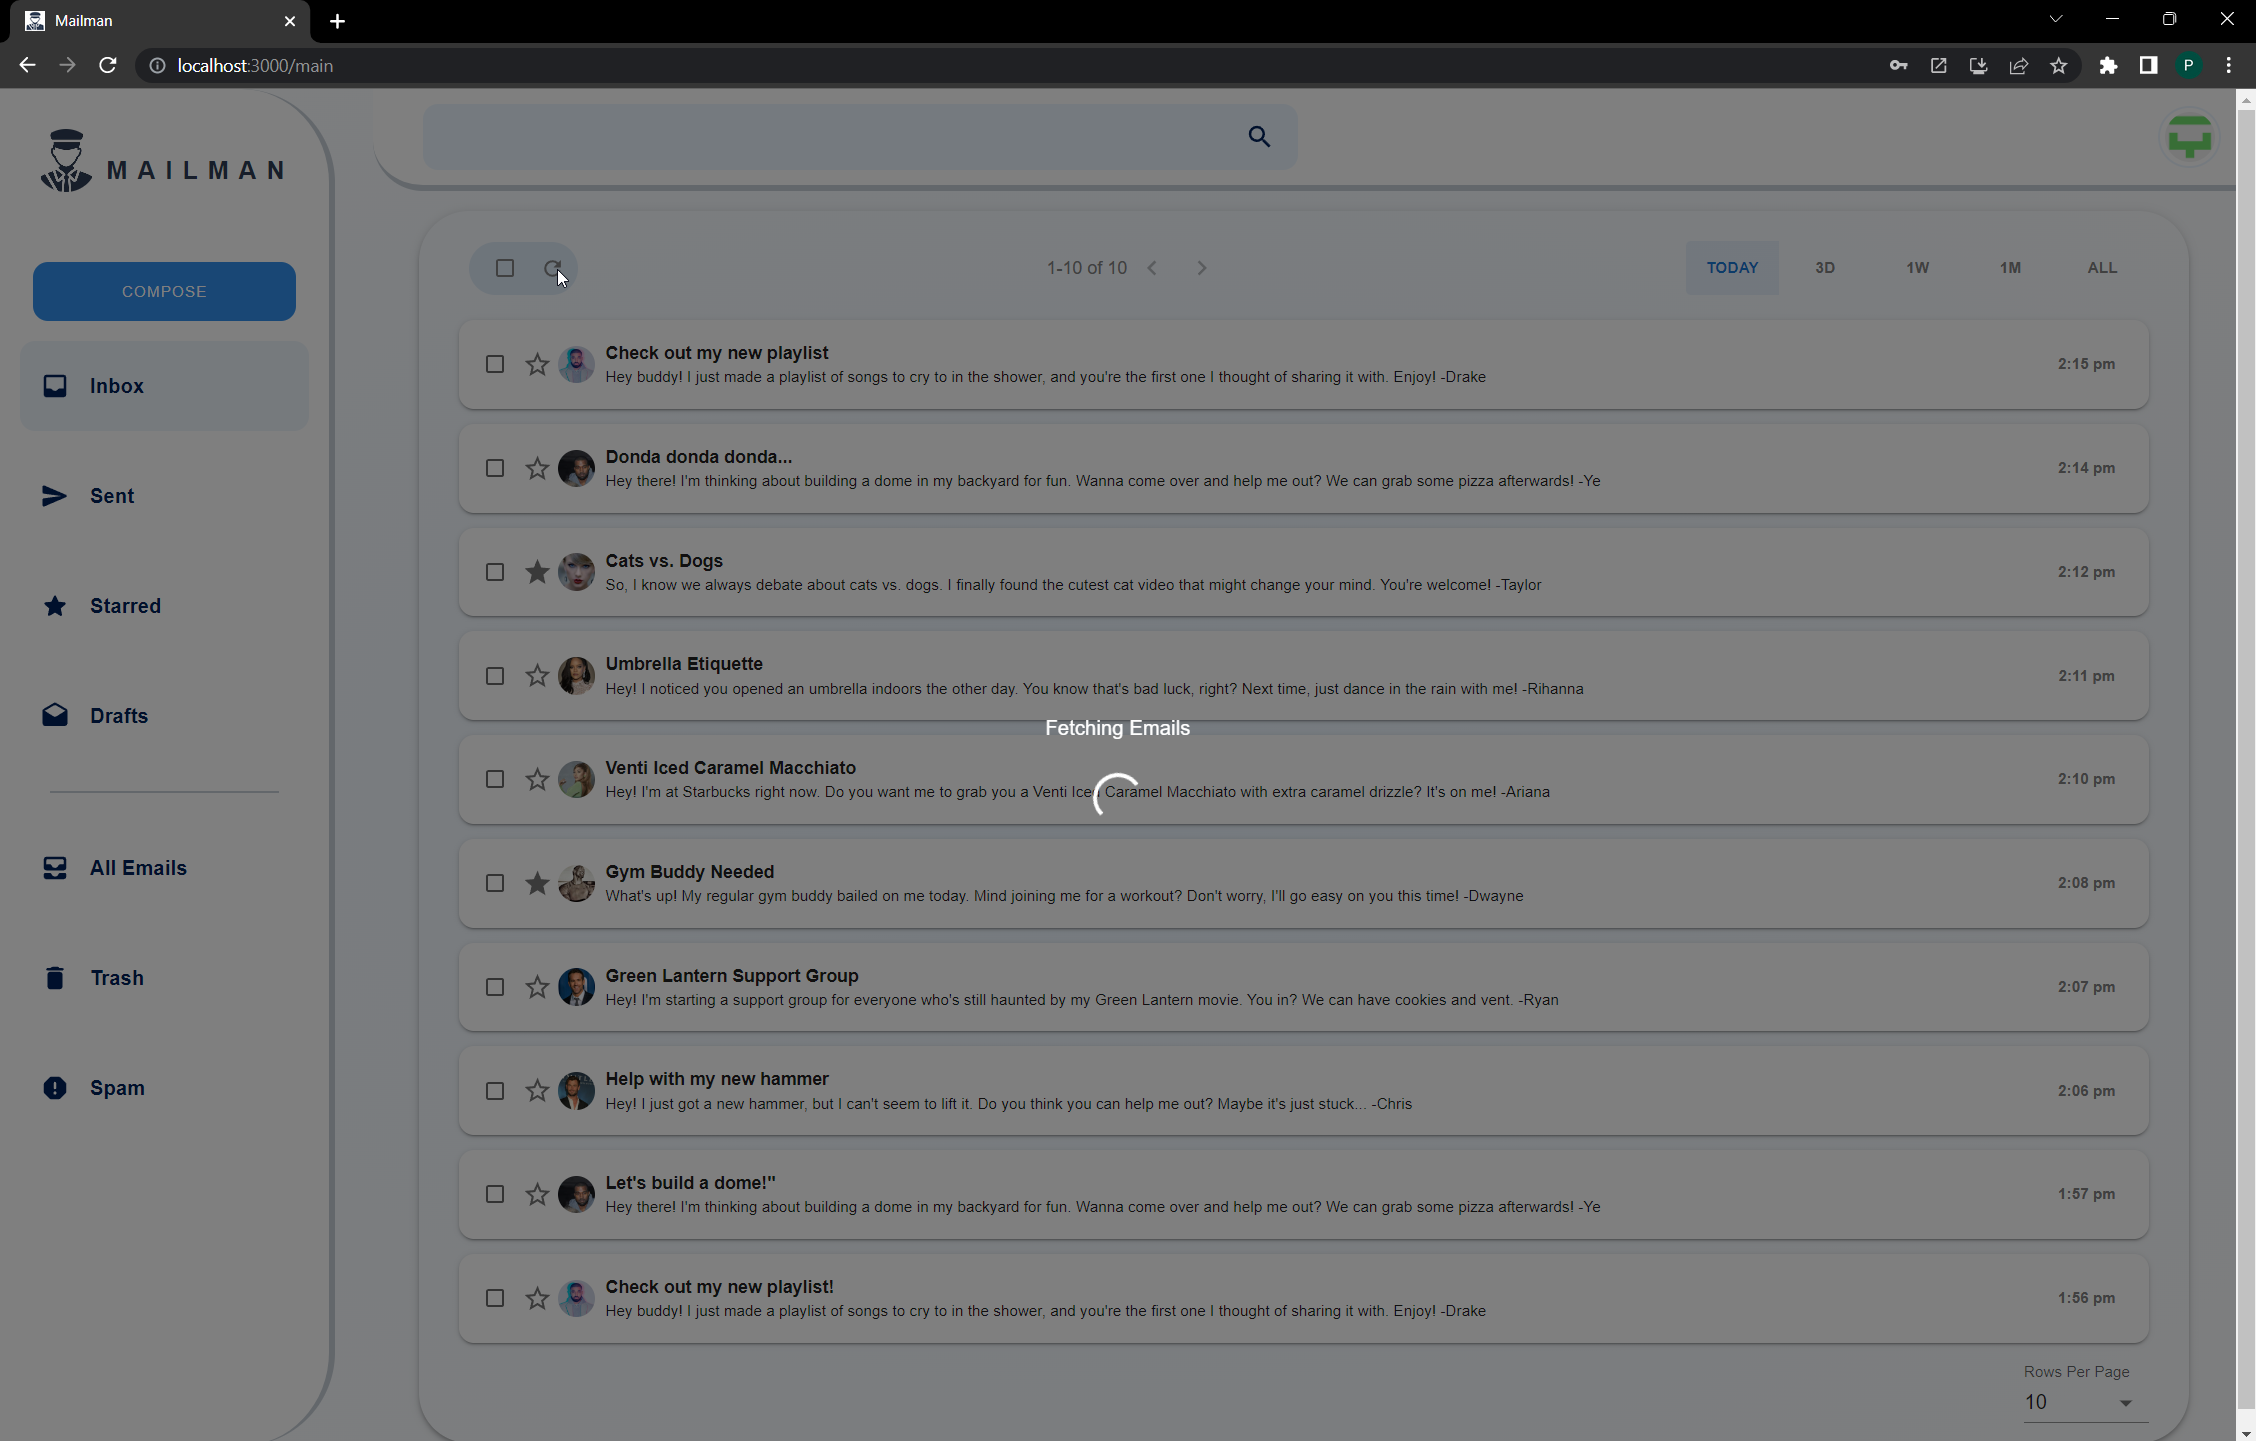 Mailman
localhost:3000/main
P
MAILMAN
COMPOSE
Inbox
Sent
Starred
Drafts
All Emails
Trash
Spam
1-10 of 10
TODAY 3D 1W 1M ALL
Check out my new playlist
Hey buddy! I just made a playlist of songs to cry to in the shower, and you're the first one I thought of sharing it with. Enjoy! -Drake
2:15 pm
Donda donda donda...
Hey there! I'm thinking about building a dome in my backyard for fun. Wanna come over and help me out? We can grab some pizza afterwards! -Ye
2:14 pm
Cats vs. Dogs
So, I know we always debate about cats vs. dogs. I finally found the cutest cat video that might change your mind. You're welcome! -Taylor
2:12 pm
Umbrella Etiquette
Hey! I noticed you opened an umbrella indoors the other day. You know that's bad luck, right? Next time, just dance in the rain with me! -Rihanna
2:11 pm
Fetching Emails
Venti Iced Caramel Macchiato
Hey! I'm at Starbucks right now. Do you want me to grab you a Venti Iced Caramel Macchiato with extra caramel drizzle? It's on me! -Ariana
2:10 pm
Gym Buddy Needed
What's up! My regular gym buddy bailed on me today. Mind joining me for a workout? Don't worry, I'll go easy on you this time! -Dwayne
2:08 pm
Green Lantern Support Group
Hey! I'm starting a support group for everyone who's still haunted by my Green Lantern movie. You in? We can have cookies and vent. -Ryan
2:07 pm
Help with my new hammer
Hey! I just got a new hammer, but I can't seem to lift it. Do you think you can help me out? Maybe it's just stuck... -Chris
2:06 pm
Let's build a dome!"
Hey there! I'm thinking about building a dome in my backyard for fun. Wanna come over and help me out? We can grab some pizza afterwards! -Ye
1:57 pm
Check out my new playlist!
Hey buddy! I just made a playlist of songs to cry to in the shower, and you're the first one I thought of sharing it with. Enjoy! -Drake
1:56 pm
Rows Per Page
10